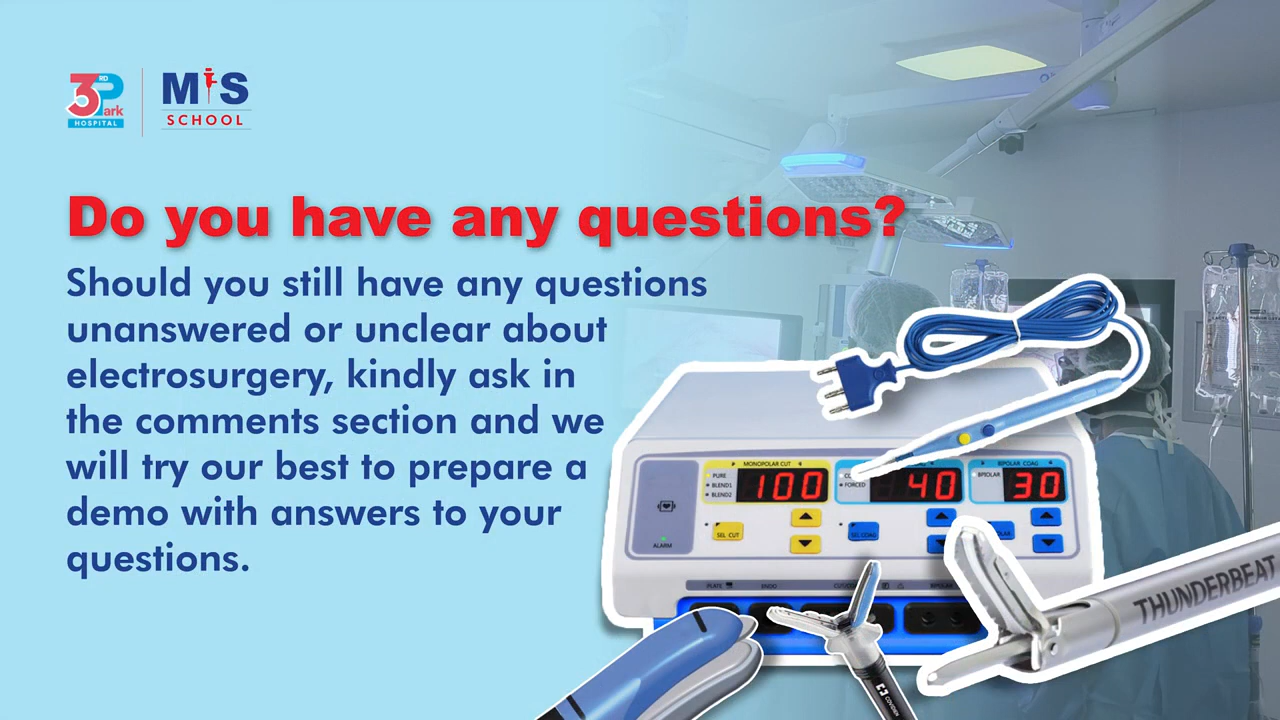 3RD Park
HOSPITAL
MIS
SCHOOL
Do you have any questions?
Should you still have any questions
unanswered or unclear about
electrosurgery, kindly ask in
the comments section and we
will try our best to prepare a
demo with answers to your
questions.
MONOPOLAR CUT
BIPOLAR COAG
PURE
BLEND1
BLEND2
100
FORCED
40
BIPOLAR
30
ALARM
SEL CUT
SEL COAG
PLATE
ENDO
BIPOLAR
THUNDERBEAT
COVIDIEN